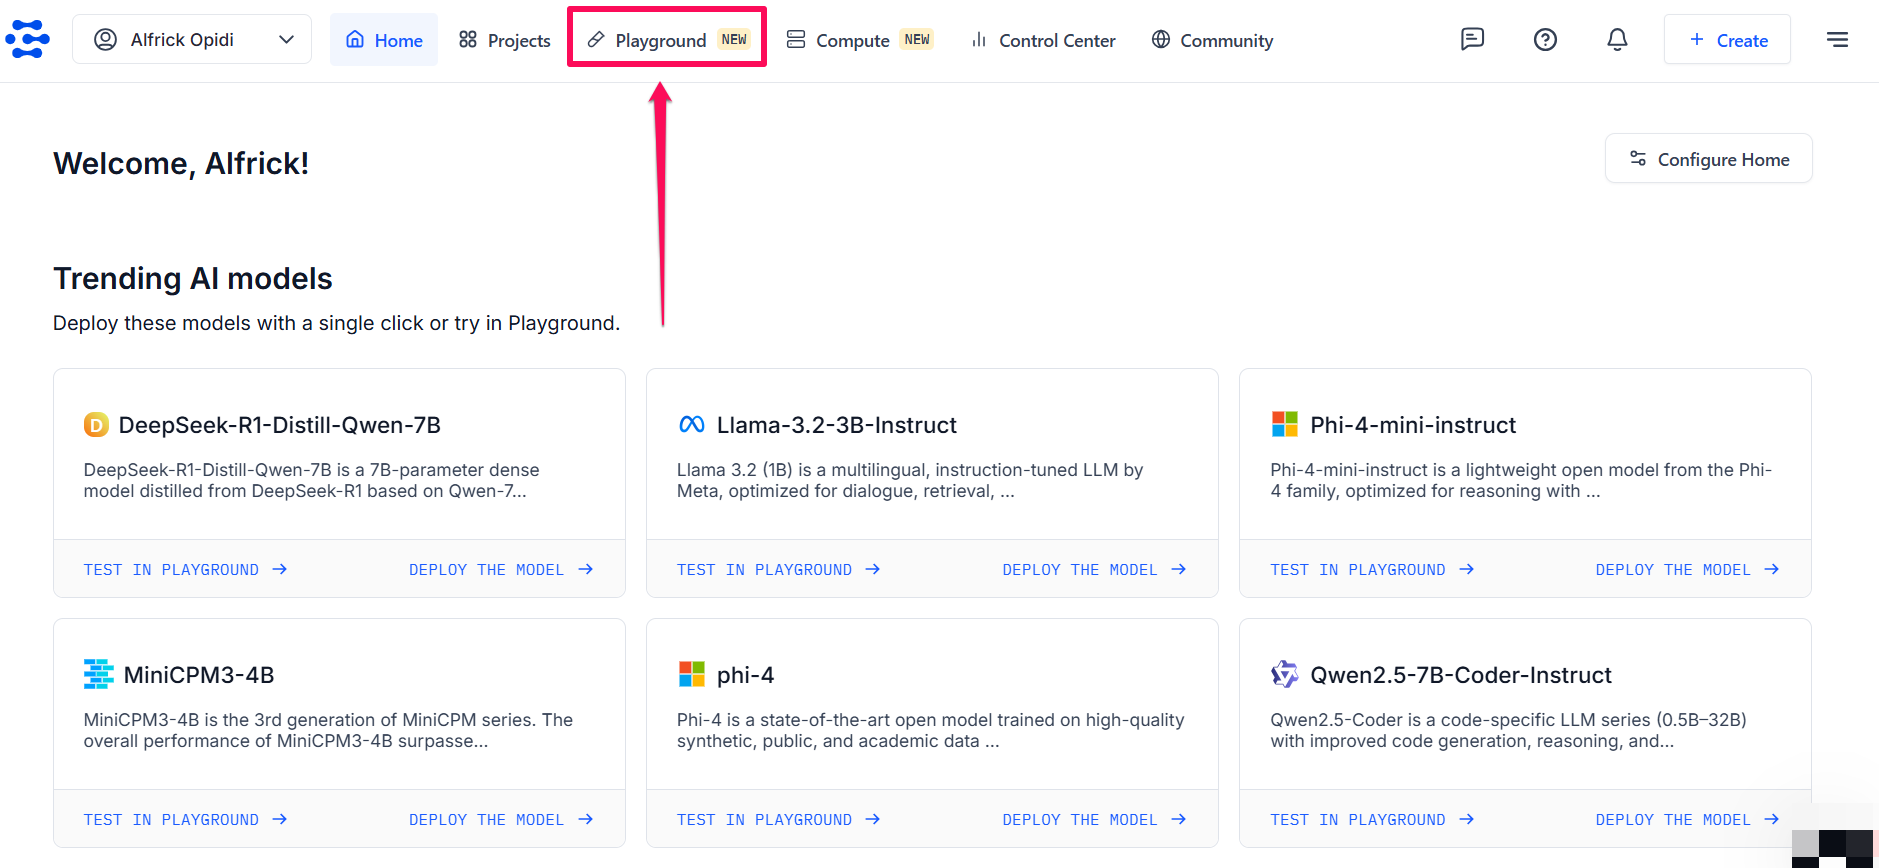 Alfrick Opidi
Home
Projects
Playground NEW
Compute NEW
Control Center
Community
+ Create
Welcome, Alfrick!
Configure Home
Trending AI models
Deploy these models with a single click or try in Playground.
DeepSeek-R1-Distill-Qwen-7B
DeepSeek-R1-Distill-Qwen-7B is a 7B-parameter dense
model distilled from DeepSeek-R1 based on Qwen-7...
TEST IN PLAYGROUND →
DEPLOY THE MODEL →
Llama-3.2-3B-Instruct
Llama 3.2 (1B) is a multilingual, instruction-tuned LLM by
Meta, optimized for dialogue, retrieval, ...
TEST IN PLAYGROUND →
DEPLOY THE MODEL →
Phi-4-mini-instruct
Phi-4-mini-instruct is a lightweight open model from the Phi-
4 family, optimized for reasoning with ...
TEST IN PLAYGROUND →
DEPLOY THE MODEL →
MiniCPM3-4B
MiniCPM3-4B is the 3rd generation of MiniCPM series. The
overall performance of MiniCPM3-4B surpasse...
TEST IN PLAYGROUND →
DEPLOY THE MODEL →
phi-4
Phi-4 is a state-of-the-art open model trained on high-quality
synthetic, public, and academic data ...
TEST IN PLAYGROUND →
DEPLOY THE MODEL →
Qwen2.5-7B-Coder-Instruct
Qwen2.5-Coder is a code-specific LLM series (0.5B–32B)
with improved code generation, reasoning, and...
TEST IN PLAYGROUND →
DEPLOY THE MODEL →